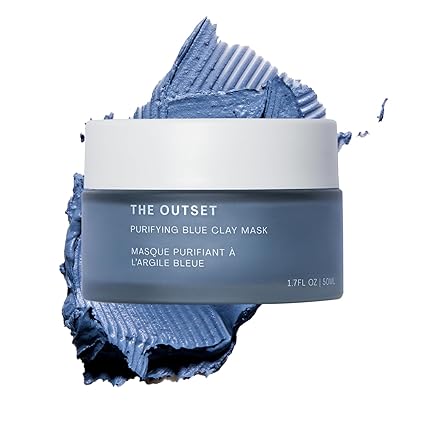 THE OUTSET
PURIFYING BLUE CLAY MASK
MASQUE PURIFIANT À
L'ARGILE BLEUE
1.7FL OZ | 50ML